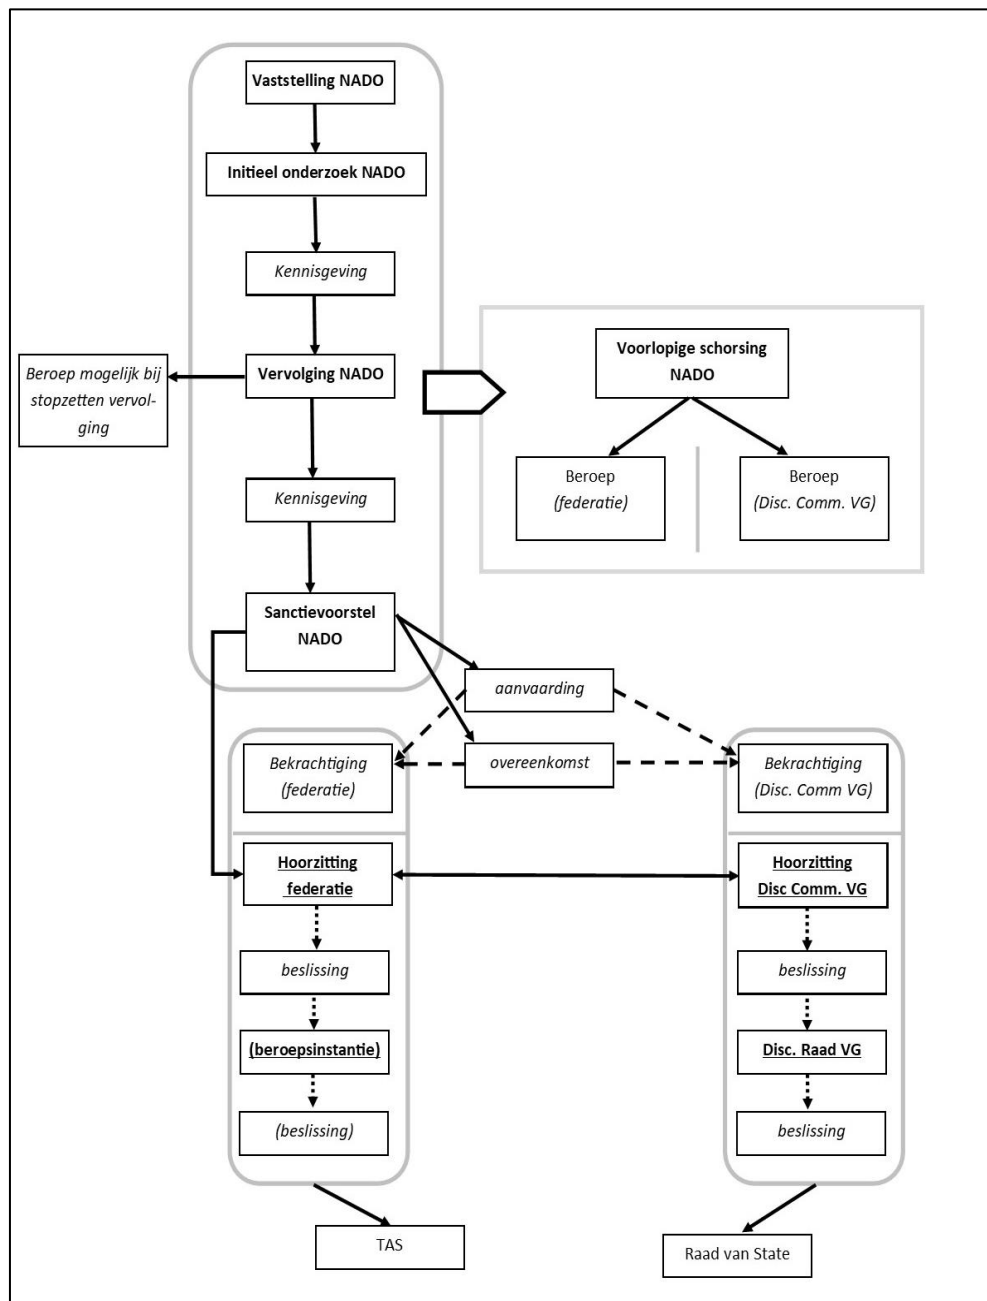 Vaststelling NADO
Initieel onderzoek NADO
Kennisgeving
Vervolging NADO
Beroep mogelijk bij
stopzetten vervol-
ging
Voorlopige schorsing
NADO
Beroep
(federatie)
Beroep
(Disc. Comm. VG)
Kennisgeving
Sanctievoorstel
NADO
aanvaarding
overeenkomst
Bekrachtiging
(federatie)
Bekrachtiging
(Disc. Comm VG)
Hoorzitting
federatie
Hoorzitting
Disc Comm. VG
beslissing
beslissing
(beroepsinstantie)
Disc. Raad VG
(beslissing)
beslissing
TAS
Raad van State